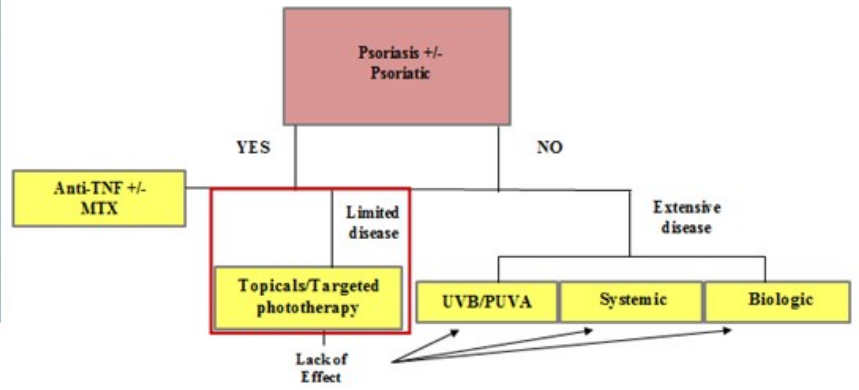 Psoriasis +/-
Psoriatic
YES
NO
Anti-TNF +/-
MTX
Limited
disease
Extensive
disease
Topicals/Targeted
phototherapy
UVB/PUVA
Systemic
Biologic
Lack of
Effect